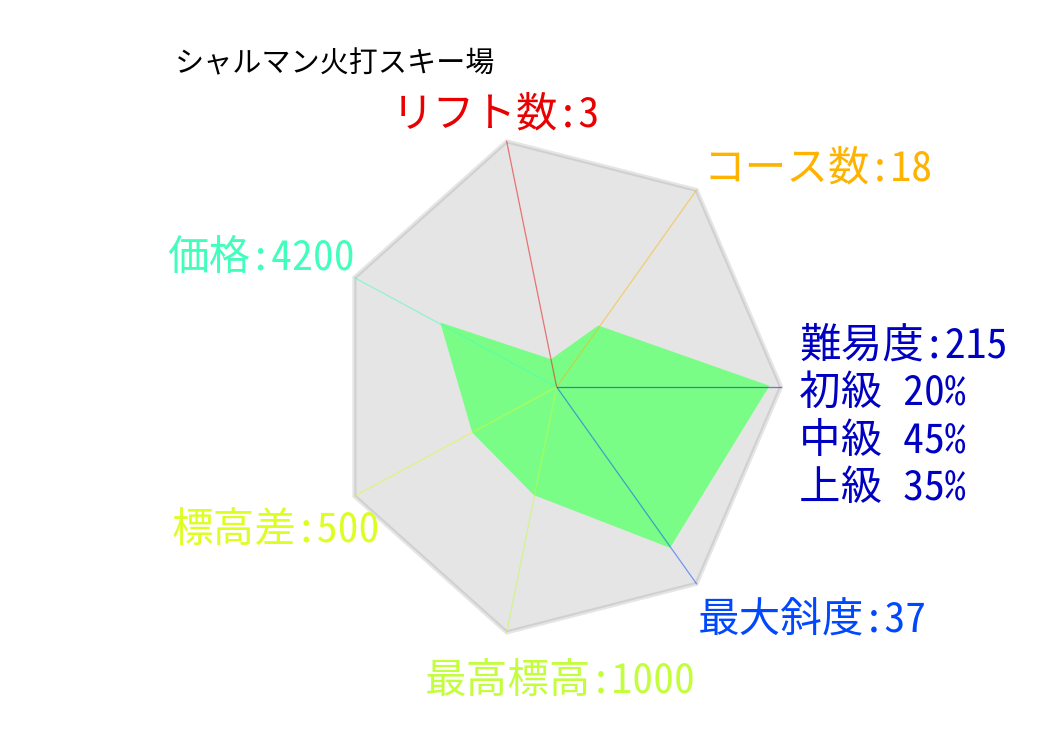 シャルマン火打スキー場
リフト数:3
コース数:18
価格:4200
難易度:215
初級 20%
中級 45%
上級 35%
標高差:500
最大斜度:37
最高標高:1000